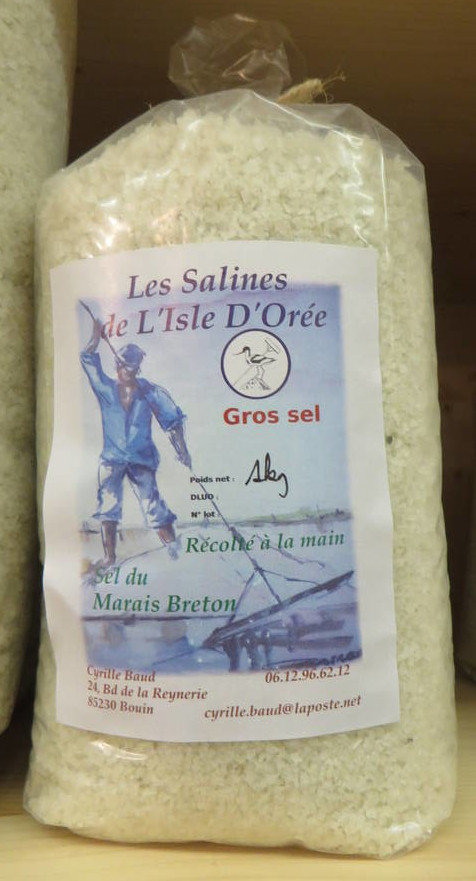 Les Salines
de L'Isle D'Orée
Gros sel
Poids net : 1kg
DLUO :
N° lot :
Récolté à la main
Sel du
Marais Breton
Cyrille Baud
24, Bd de la Reynerie
85230 Bouin
06.12.96.62.12
cyrille.baud@laposte.net